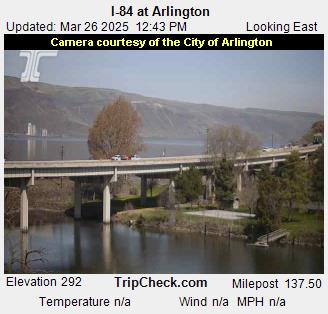 I-84 at Arlington
Updated: Mar 26 2025 12:43 PM Looking East
Camera courtesy of the City of Arlington
Elevation 292 TripCheck.com Milepost 137.50
Temperature n/a Wind n/a MPH n/a